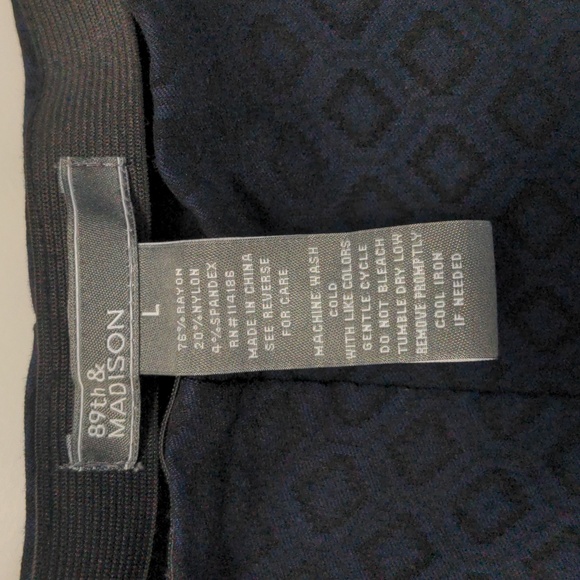 89th &
MADISON
L
76%RAYON
20%NYLON
4%SPANDEX
RN#114186
MADE IN CHINA
SEE REVERSE
FOR CARE
MACHINE WASH
COLD
WITH LIKE COLORS
GENTLE CYCLE
DO NOT BLEACH
TUMBLE DRY LOW
REMOVE PROMPTLY
COOL IRON
IF NEEDED